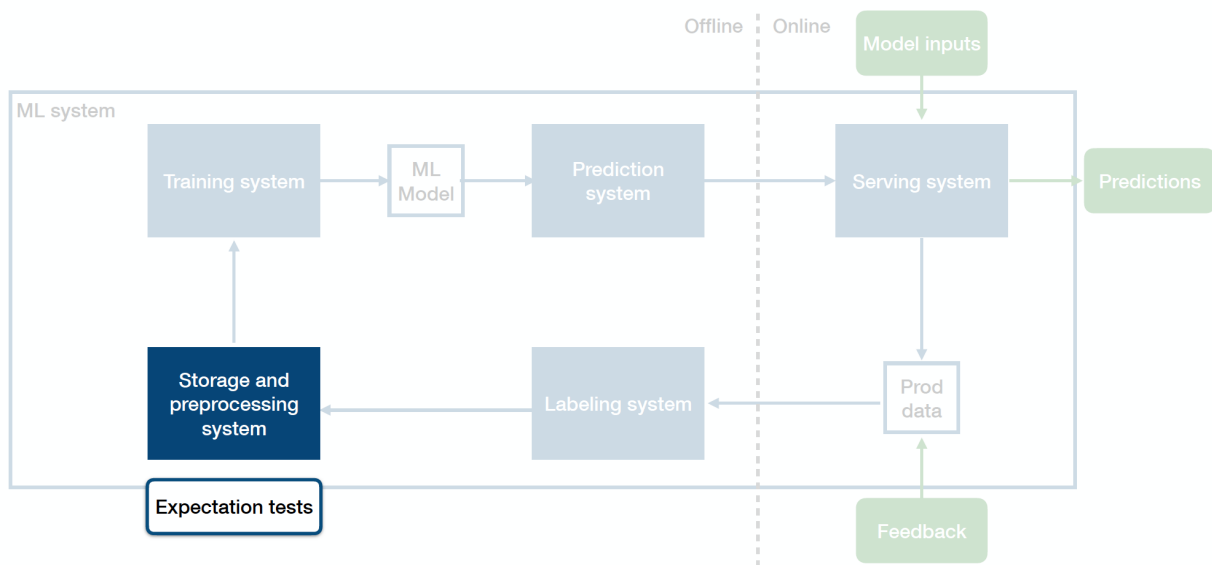 Offline
Online
Model inputs
ML system
Training system
ML
Model
Prediction
system
Serving system
Predictions
Storage and
preprocessing
system
Labeling system
Prod
data
Expectation tests
Feedback